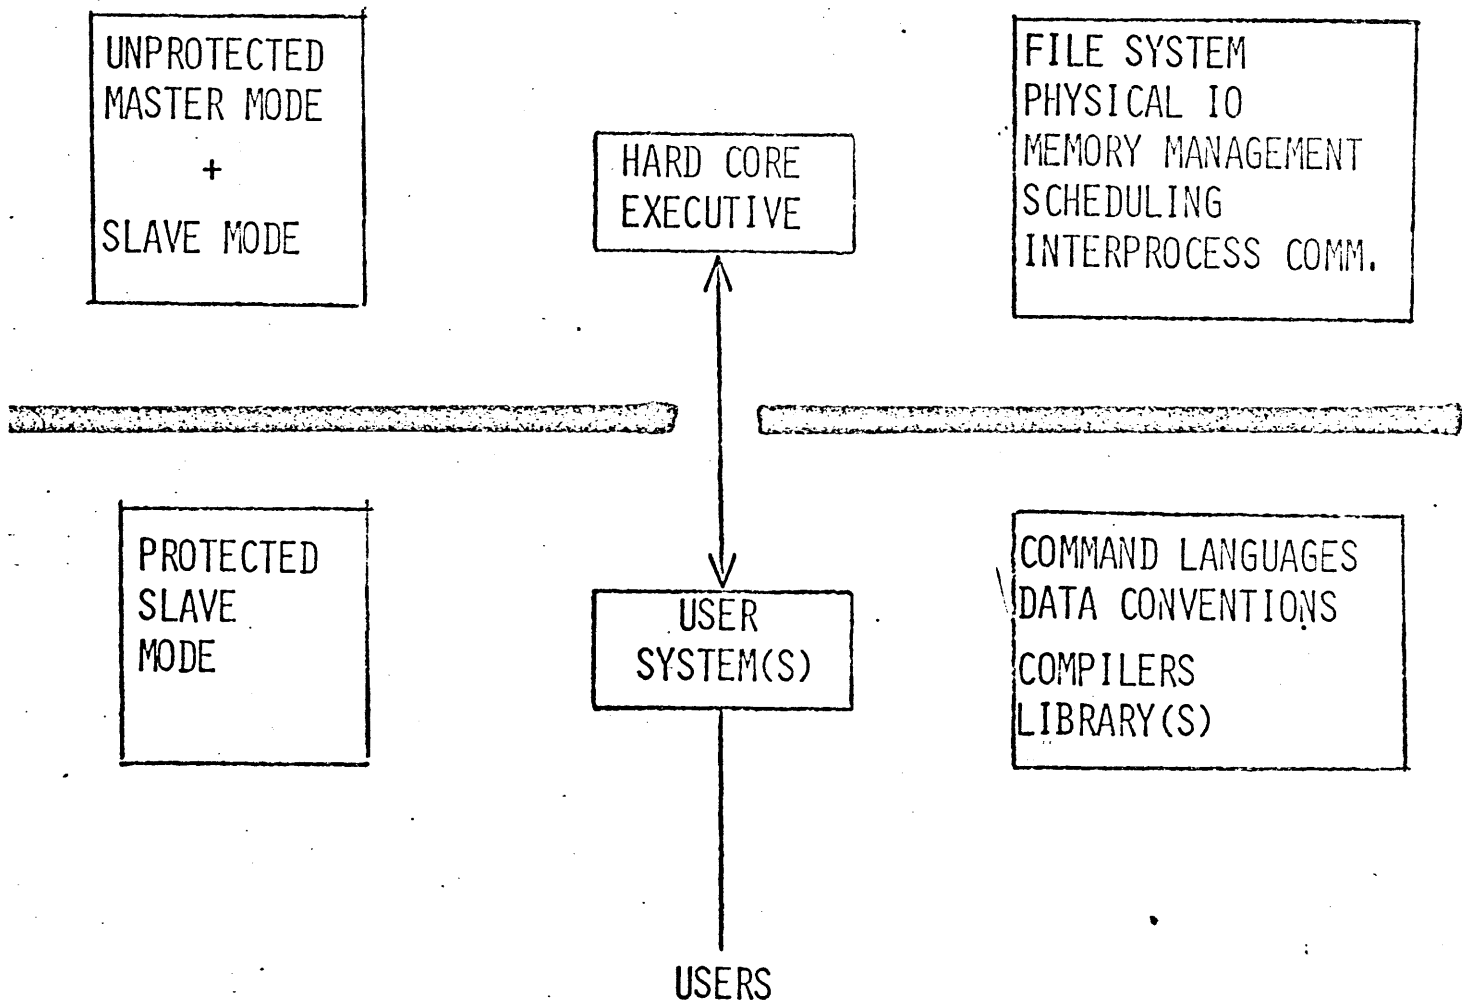 UNPROTECTED
MASTER MODE
+
SLAVE MODE
HARD CORE
EXECUTIVE
FILE SYSTEM
PHYSICAL IO
MEMORY MANAGEMENT
SCHEDULING
INTERPROCESS COMM.
PROTECTED
SLAVE
MODE
USER
SYSTEM(S)
COMMAND LANGUAGES
DATA CONVENTIONS
COMPILERS
LIBRARY(S)
USERS